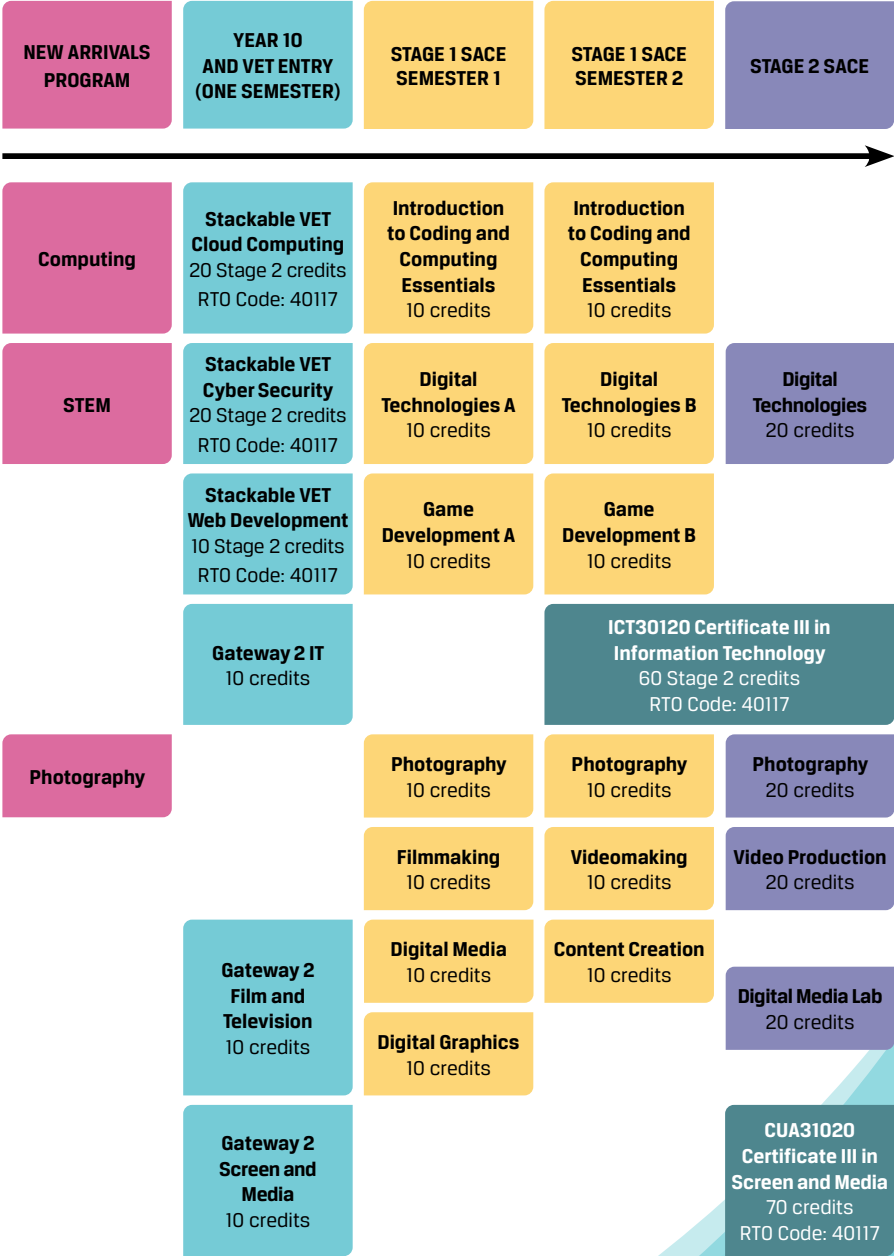 NEW ARRIVALS
PROGRAM
YEAR 10
AND VET ENTRY
(ONE SEMESTER)
STAGE 1 SACE
SEMESTER 1
STAGE 1 SACE
SEMESTER 2
STAGE 2 SACE
Computing
Stackable VET
Cloud Computing
20 Stage 2 credits
RTO Code: 40117
Introduction
to Coding and
Computing
Essentials
10 credits
Introduction
to Coding and
Computing
Essentials
10 credits
STEM
Stackable VET
Cyber Security
20 Stage 2 credits
RTO Code: 40117
Digital
Technologies A
10 credits
Digital
Technologies B
10 credits
Digital
Technologies
20 credits
Stackable VET
Web Development
10 Stage 2 credits
RTO Code: 40117
Game
Development A
10 credits
Game
Development B
10 credits
Gateway 2 IT
10 credits
ICT30120 Certificate III in
Information Technology
60 Stage 2 credits
RTO Code: 40117
Photography
Photography
10 credits
Photography
10 credits
Photography
20 credits
Filmmaking
10 credits
Videomaking
10 credits
Video Production
20 credits
Gateway 2
Film and
Television
10 credits
Digital Media
10 credits
Content Creation
10 credits
Digital Media Lab
20 credits
Digital Graphics
10 credits
Gateway 2
Screen and
Media
10 credits
CUA31020
Certificate III in
Screen and Media
70 credits
RTO Code: 40117